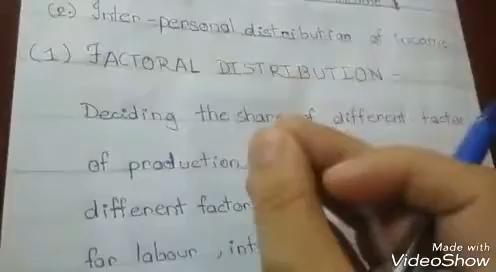 (2) Inter-personal distribution of income
(1) FACTORAL DISTRIBUTION -
Deciding the share of different factor
of production
different factor
for labour, int
Made with
VideoShow